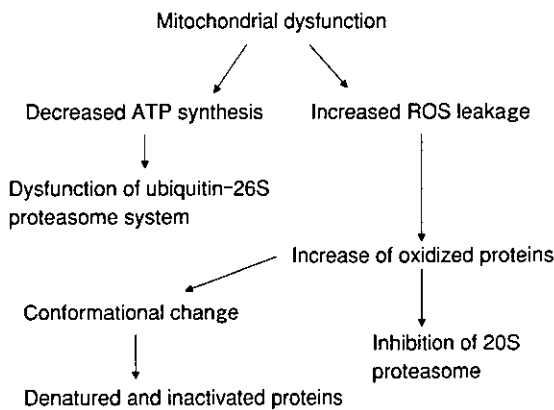 Mitochondrial dysfunction
Decreased ATP synthesis
Increased ROS leakage
Dysfunction of ubiquitin-26S
proteasome system
Increase of oxidized proteins
Conformational change
Inhibition of 20S
proteasome
Denatured and inactivated proteins